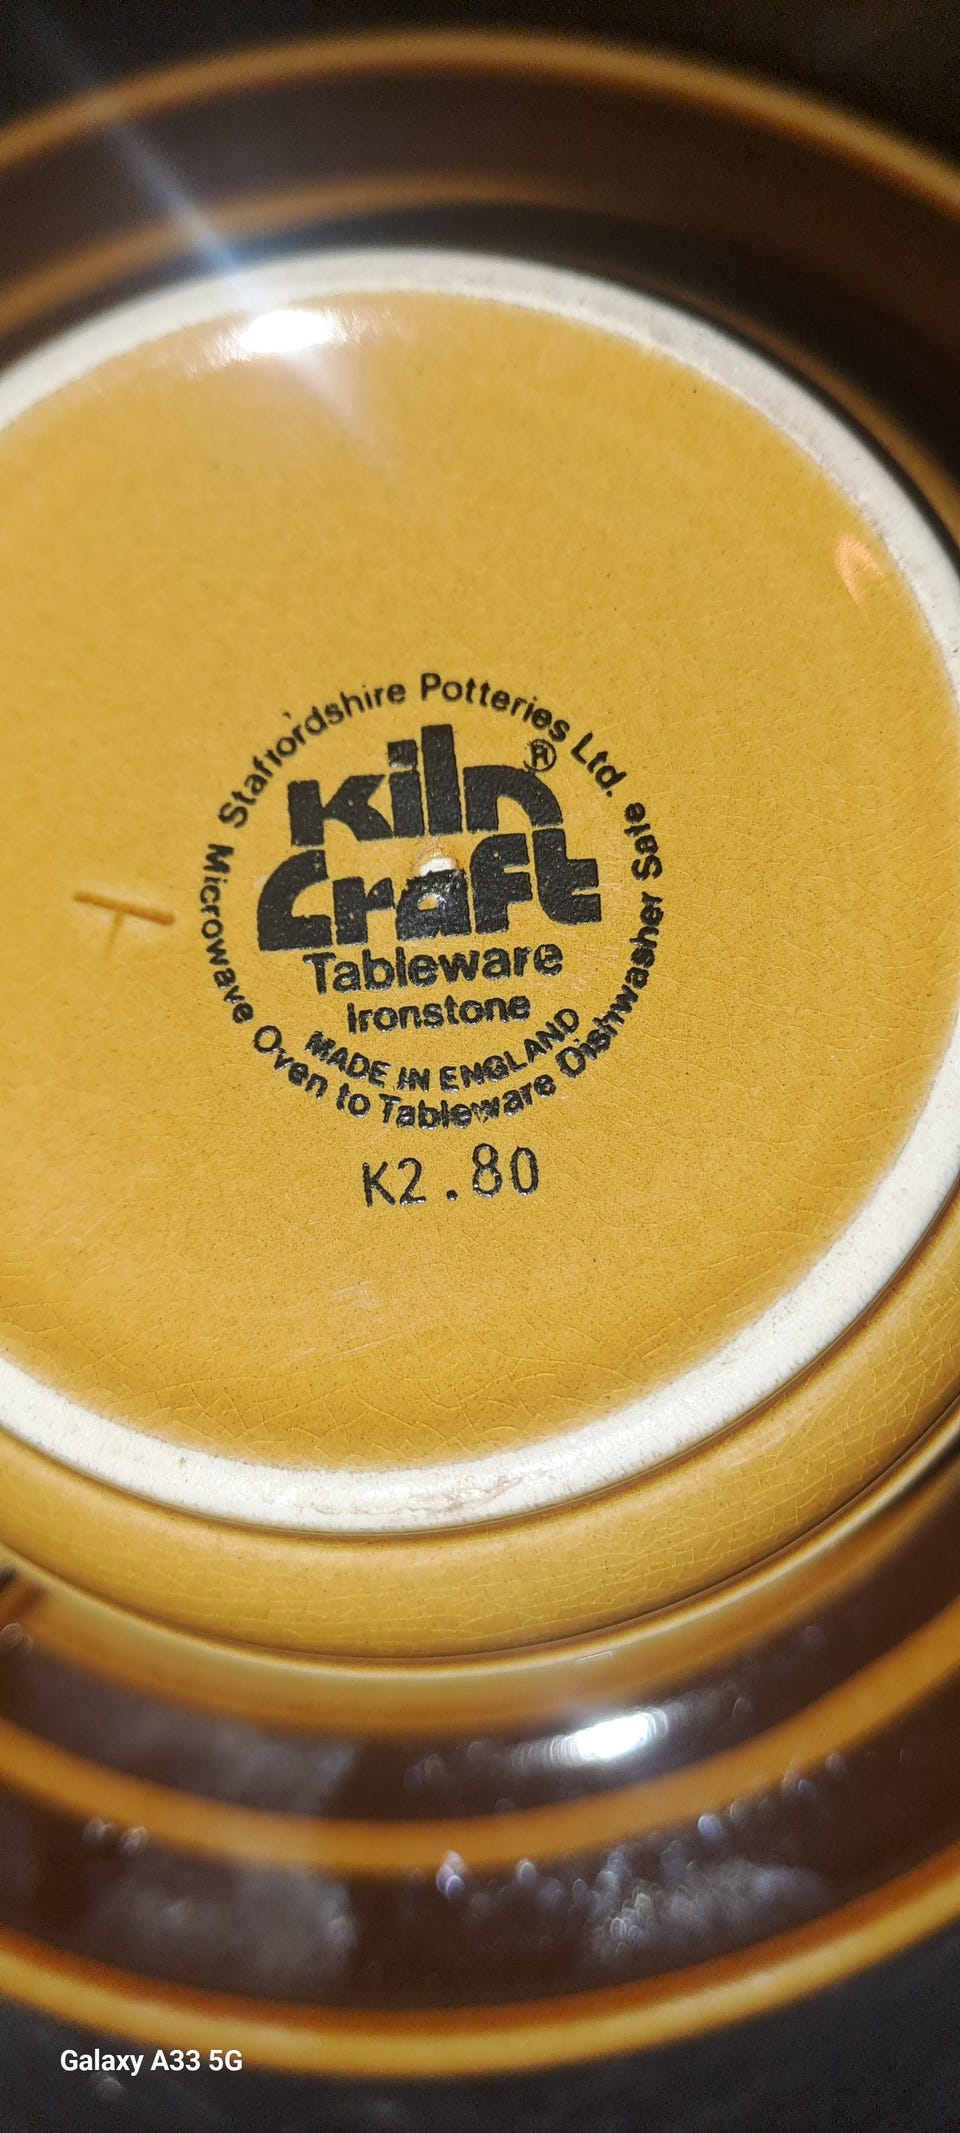 Staffordshire Potteries Ltd.
Kiln ®
Craft
Tableware
Ironstone
MADE IN ENGLAND
Microwave Oven to Tableware Dishwasher Safe
K2.80
Galaxy A33 5G